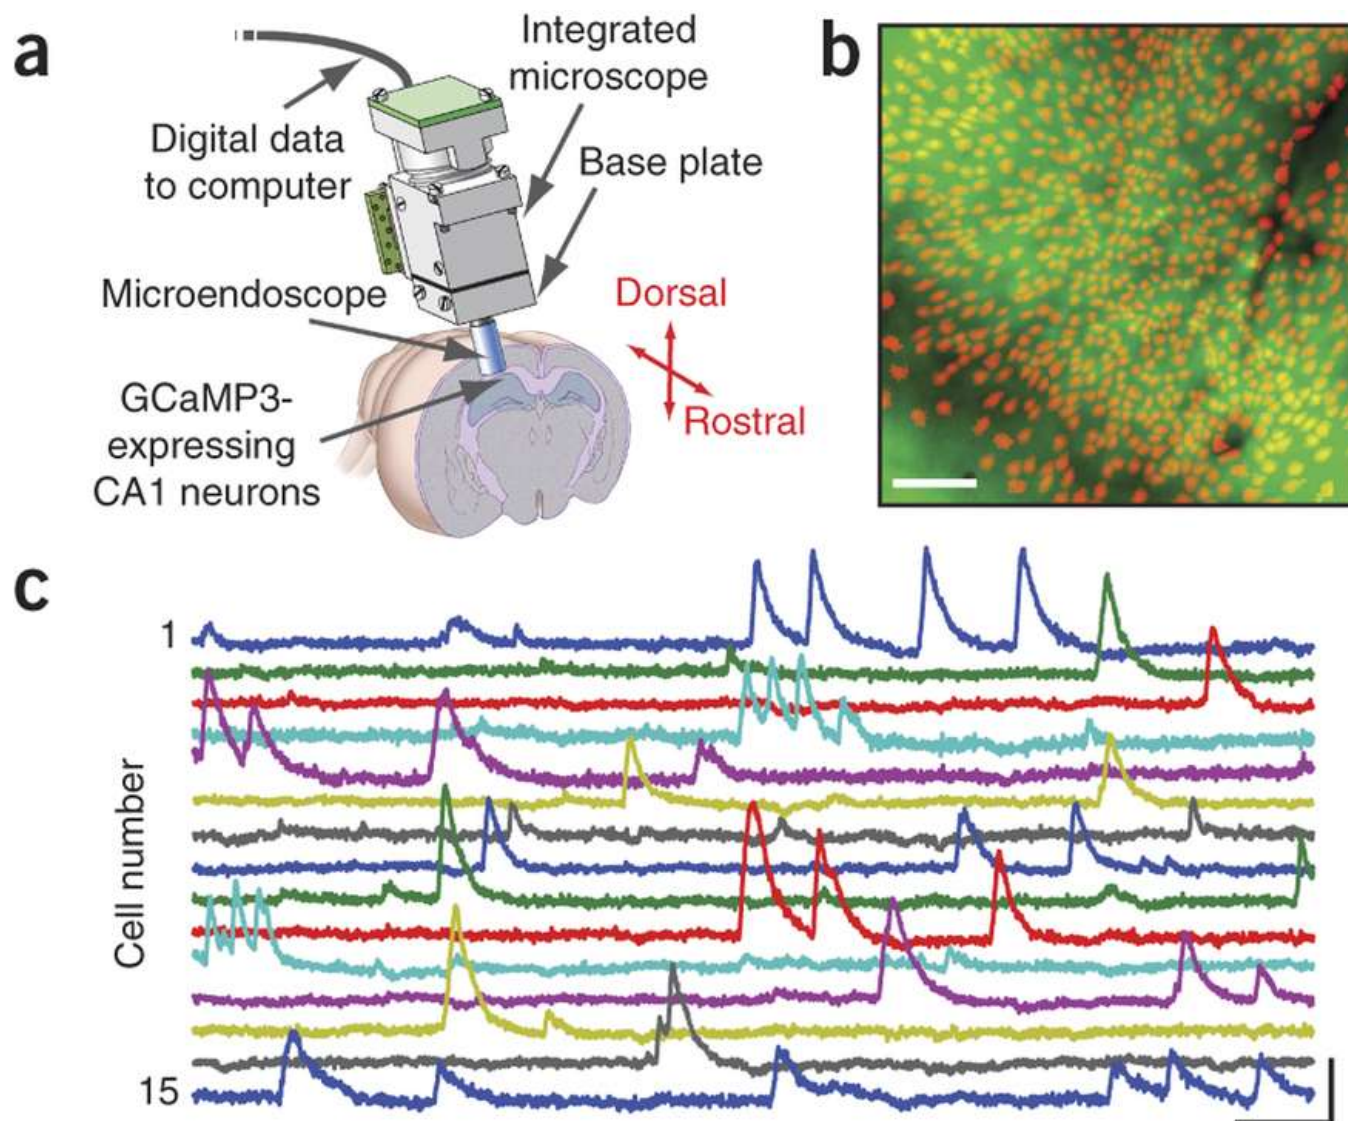 a
Integrated
microscope
Digital data
to computer
Base plate
Microendoscope
Dorsal
Rostral
GCaMP3-
expressing
CA1 neurons
b
c
1
Cell number
15